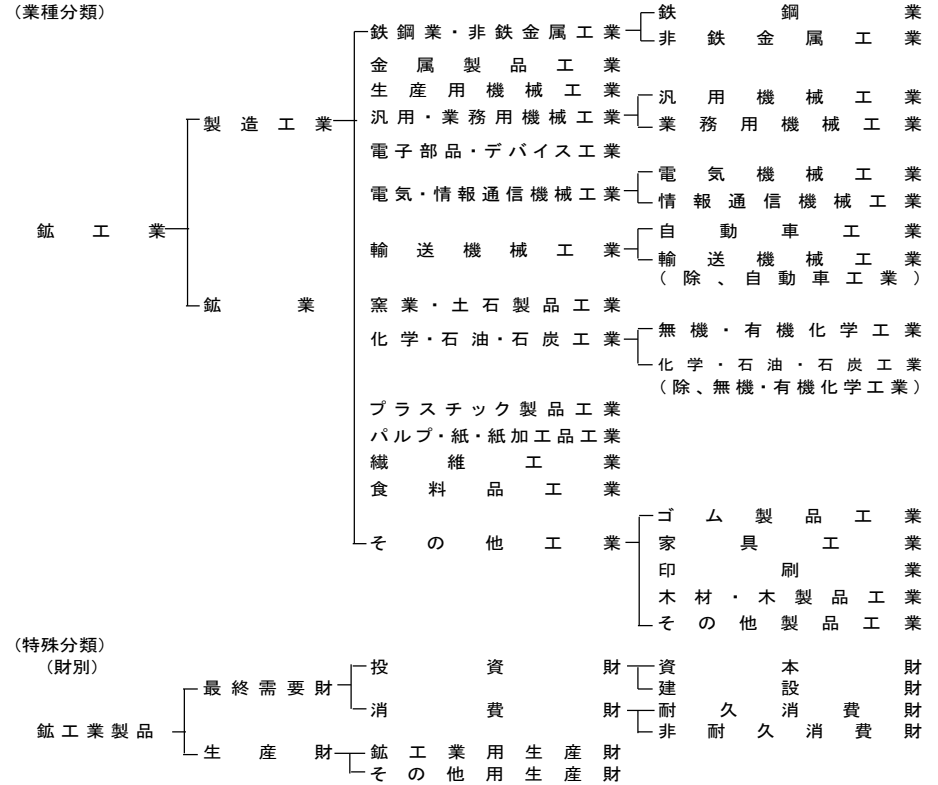 (業種分類)
鉄鋼業
鉄鋼業・非鉄金属工業
非鉄金属工業
金属製品工業
生産用機械工業
汎用機械工業
製造工業
汎用・業務用機械工業
業務用機械工業
電子部品・デバイス工業
電気機械工業
電気・情報通信機械工業
情報通信機械工業
鉱工業
自動車工業
輸送機械工業
輸送機械工業
(除、自動車工業)
鉱業
窯業・土石製品工業
無機・有機化学工業
化学・石油・石炭工業
化学・石油・石炭工業
(除、無機・有機化学工業)
プラスチック製品工業
パルプ・紙・紙加工品工業
繊維工業
食料品工業
ゴム製品工業
その他工業
家具工業
印刷業
木材・木製品工業
その他製品工業
(特殊分類)
(財別)
投資財
資本財
最終需要財
建設財
消費財
耐久消費財
鉱工業製品
非耐久消費財
生産財
鉱工業用生産財
その他用生産財